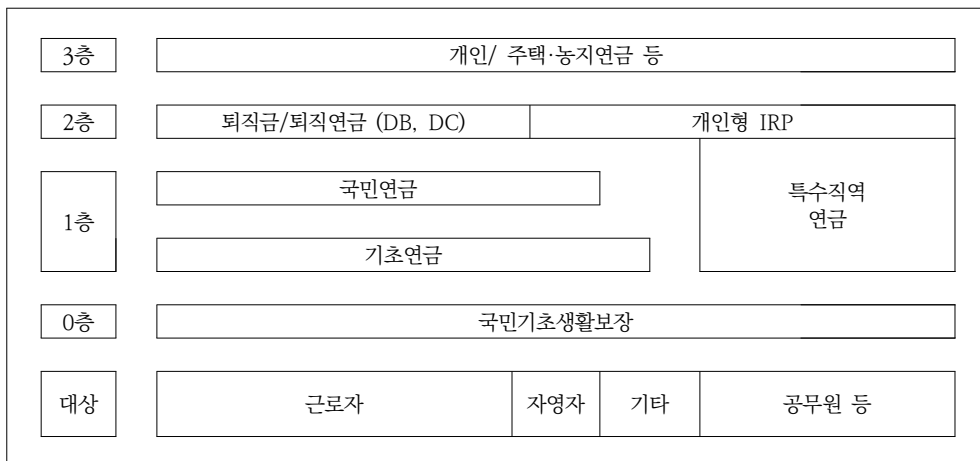 3층
개인/ 주택·농지연금 등
2층
퇴직금/퇴직연금 (DB, DC)
개인형 IRP
1층
국민연금
특수직역
연금
기초연금
0층
국민기초생활보장
대상
근로자
자영자
기타
공무원 등